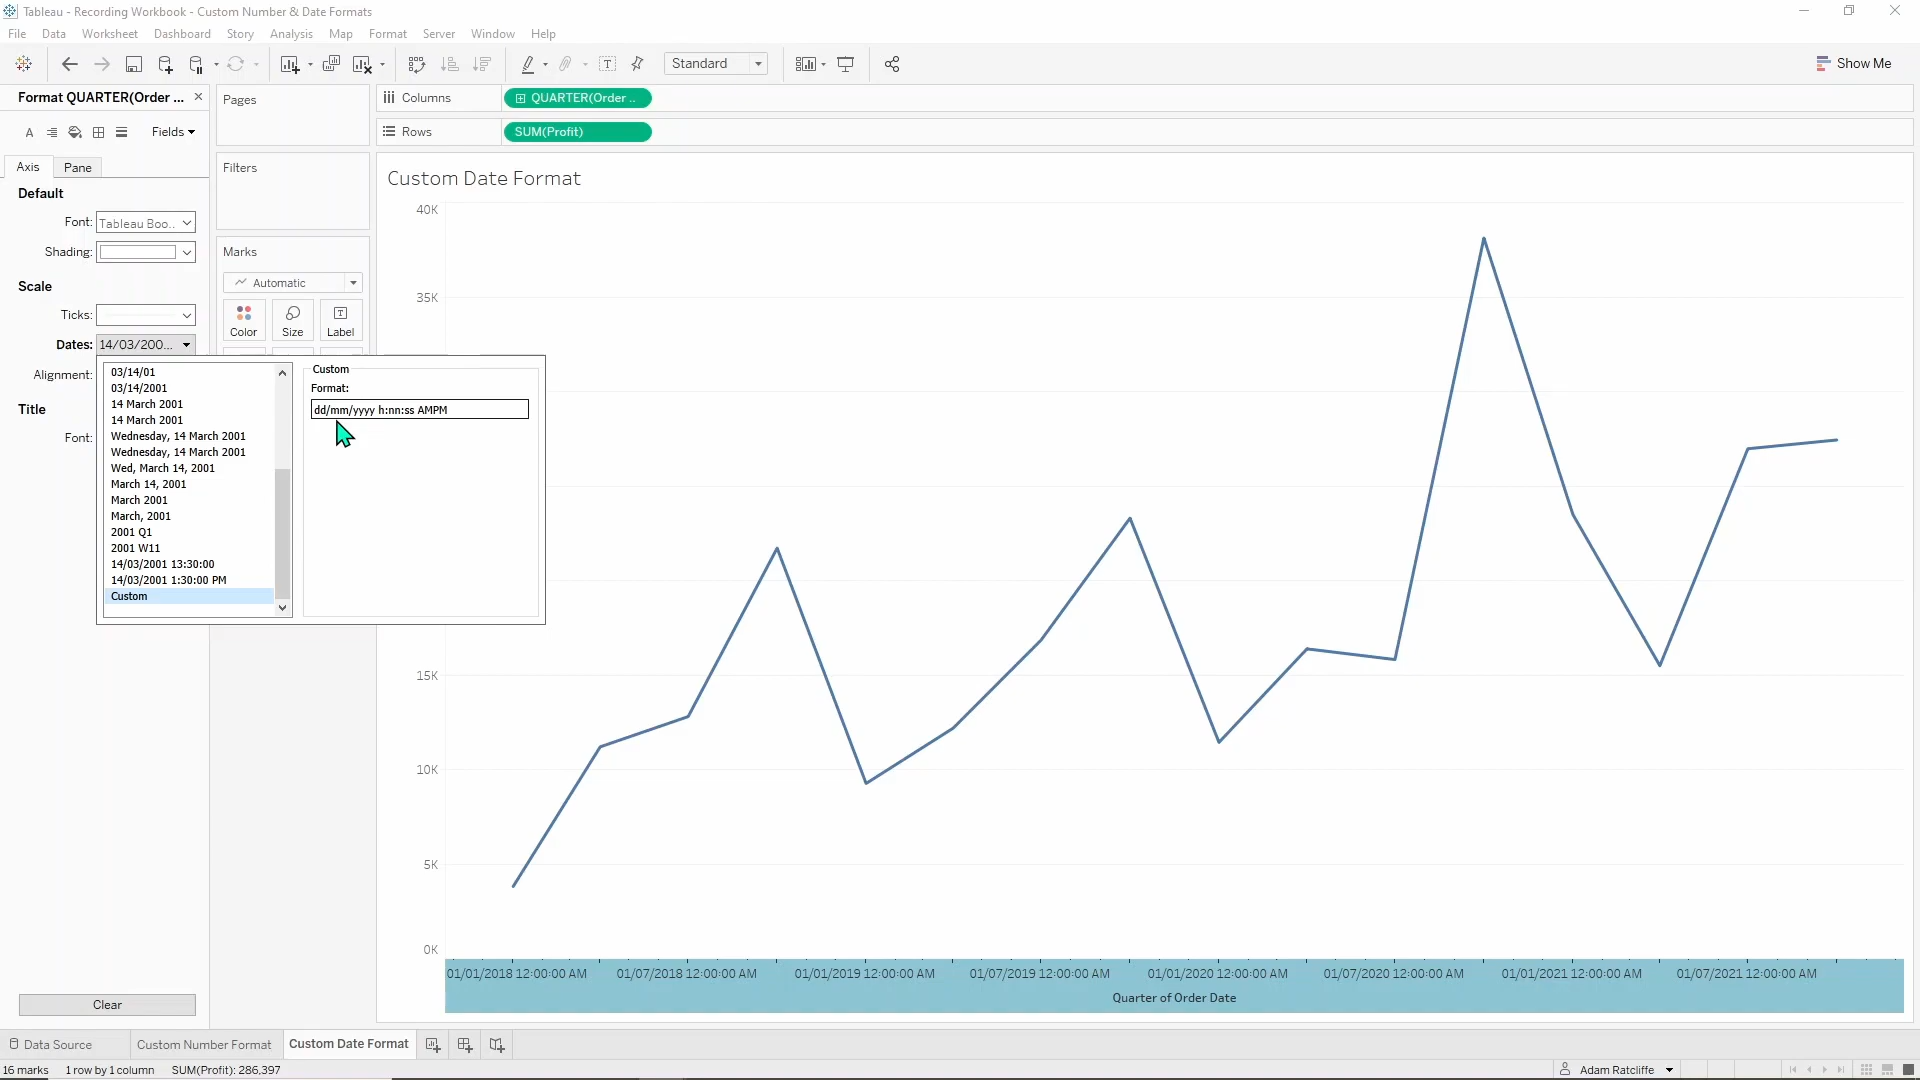 Tableau - Recording Workbook - Custom Number & Date Formats
File Data Worksheet Dashboard Story Analysis Map Format Server Window Help
Standard
Show Me
Format QUARTER(Order ...
Fields
Axis Pane
Default
Font: Tableau Boo..
Shading:
Scale
Ticks:
Dates: 14/03/200...
Alignment:
Title
Font:
03/14/01
03/14/2001
14 March 2001
14 March 2001
Wednesday, 14 March 2001
Wednesday, 14 March 2001
Wed, March 14, 2001
March 14, 2001
March 2001
March, 2001
2001 Q1
2001 W11
14/03/2001 13:30:00
14/03/2001 1:30:00 PM
Custom
Custom
Format:
dd/mm/yyyy h:nn:ss AMPM
Clear
Pages
Filters
Marks
Automatic
Color Size Label
Columns QUARTER(Order ..
Rows SUM(Profit)
Custom Date Format
40K
35K
15K
10K
5K
0K
01/01/2018 12:00:00 AM 01/07/2018 12:00:00 AM 01/01/2019 12:00:00 AM 01/07/2019 12:00:00 AM 01/01/2020 12:00:00 AM 01/07/2020 12:00:00 AM 01/01/2021 12:00:00 AM 01/07/2021 12:00:00 AM
Quarter of Order Date
Data Source Custom Number Format Custom Date Format
16 marks 1 row by 1 column SUM(Profit): 286,397 Adam Ratcliffe